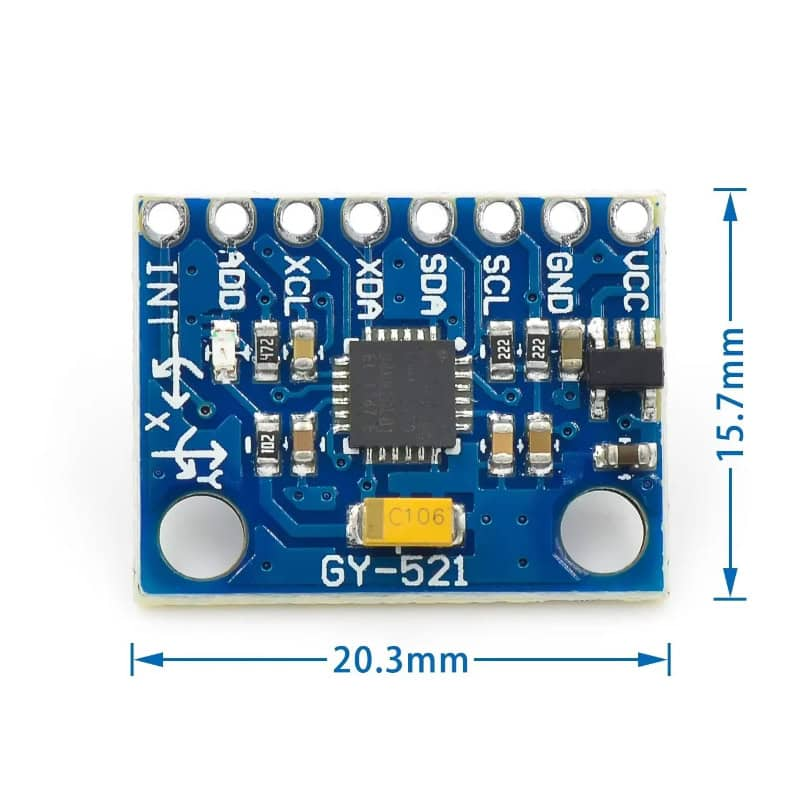 INT
ADD
XCL
XDA
SDA
SCL
GND
VCC
472
222
222
X
102
Y
C106
GY-521
15.7mm
20.3mm